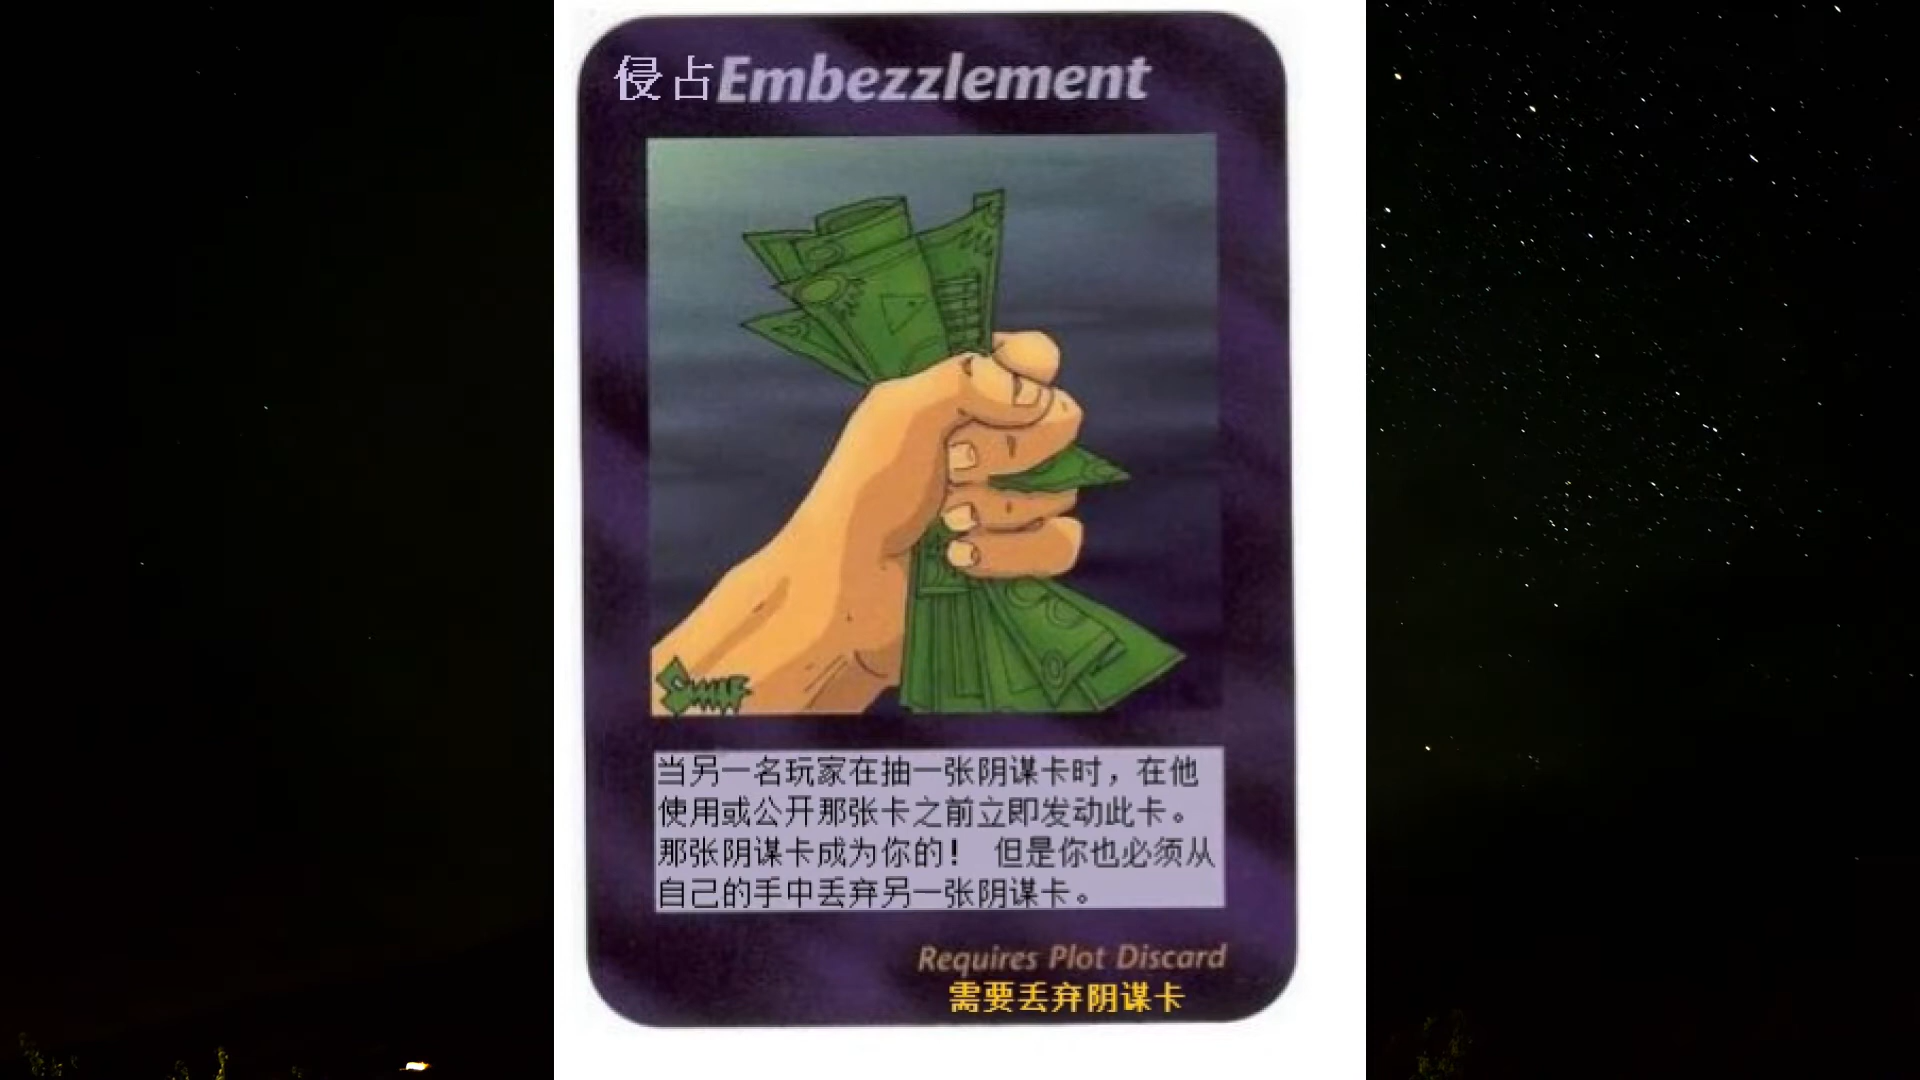 侵占Embezzlement
当另一名玩家在抽一张阴谋卡时，在他
使用或公开那张卡之前立即发动此卡。
那张阴谋卡成为你的！ 但是你也必须从
自己的手中丢弃另一张阴谋卡。
Requires Plot Discard
需要丢弃阴谋卡